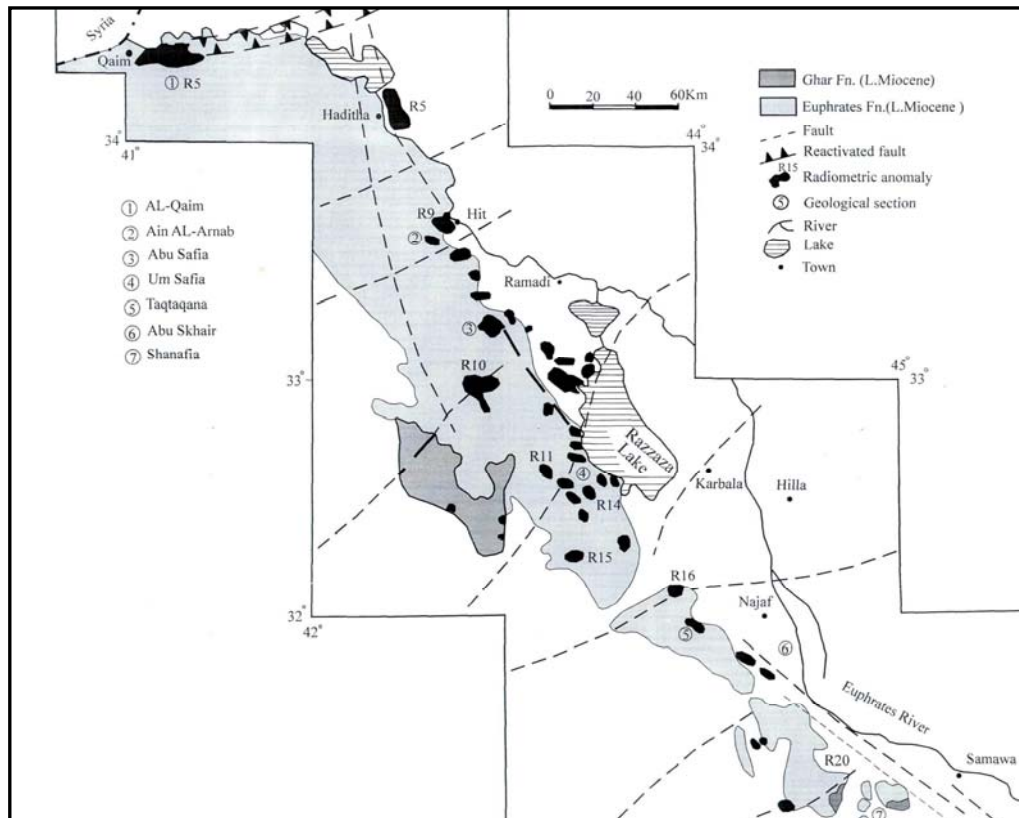 Syria
Qaim
① R5
R5
Haditha
34°
41°
0 20 40 60Km
44°
34°
Ghar Fn. (L.Miocene)
Euphrates Fn.(L.Miocene )
Fault
Reactivated fault
R15
Radiometric anomaly
⑤ Geological section
River
Lake
Town
① AL-Qaim
② Ain AL-Arnab
③ Abu Safia
④ Um Safia
⑤ Taqtaqana
⑥ Abu Skhair
⑦ Shanafia
R9
Hit
②
Ramadi
③
R10
33°
45°
33°
Razzaza
Lake
R11
④
R14
Karbala
Hilla
R15
R16
32°
42°
Najaf
⑤
⑥
Euphrates River
R20
Samawa
⑦